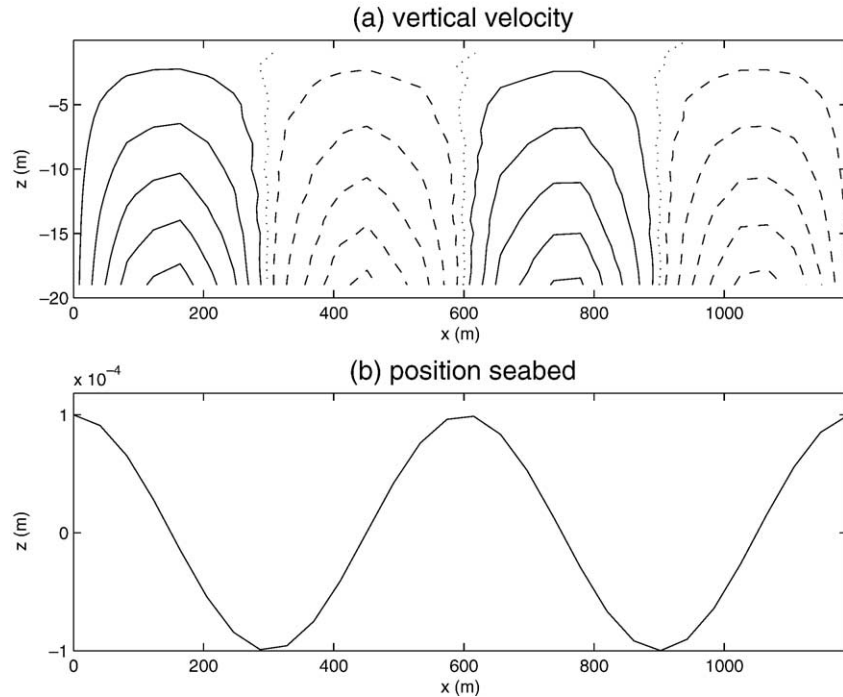 (a) vertical velocity
z (m)
−5
−10
−15
−20
0 200 400 600 800 1000
x (m)
(b) position seabed
x 10⁻⁴
z (m)
1
0
−1
0 200 400 600 800 1000
x (m)